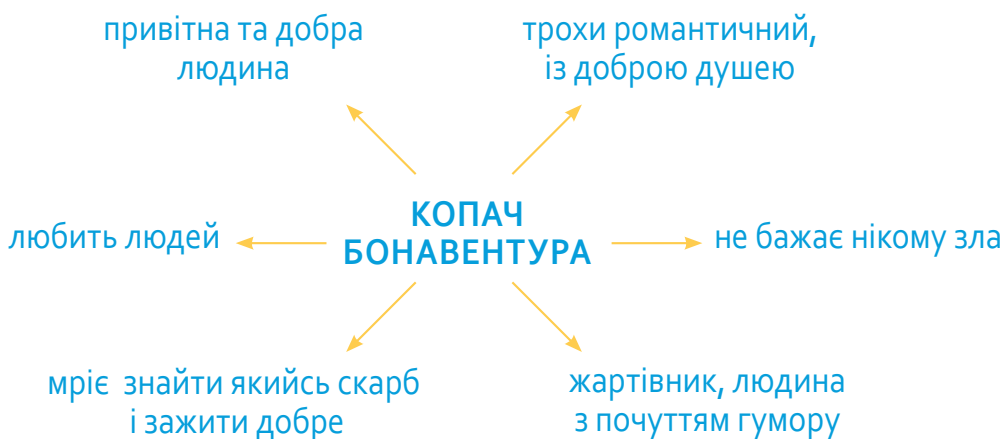 привітна та добра
людина
трохи романтичний,
із доброю душею
КОПАЧ
БОНАВЕНТУРА
любить людей
не бажає нікому зла
мріє знайти якийсь скарб
і зажити добре
жартівник, людина
з почуттям гумору